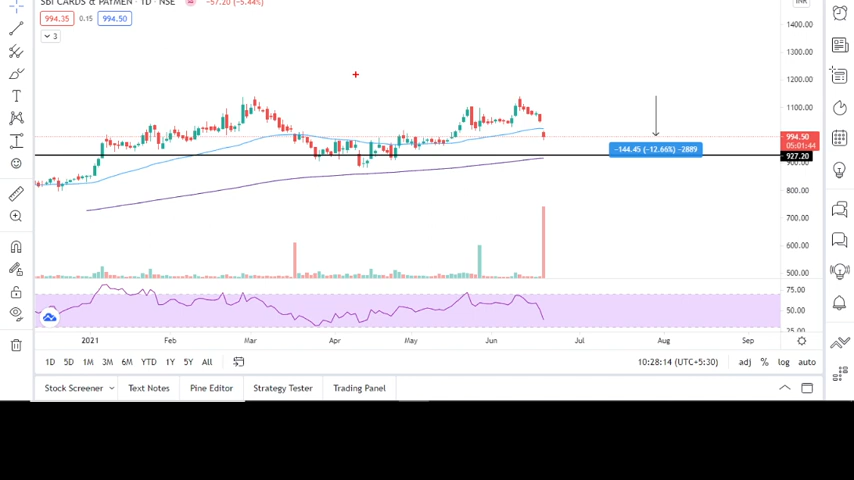 SBI CARDS & PAYMEN · 1D · NSE -57.20 (-5.44%) INR
994.35 0.15 994.50
3
1400.00
1300.00
1200.00
1100.00
994.50
05:01:44
-144.45 (-12.66%) -2889
927.20
900.00
800.00
700.00
600.00
500.00
75.00
50.00
25.00
2021 Feb Mar Apr May Jun Jul Aug Sep
1D 5D 1M 3M 6M YTD 1Y 5Y All 10:28:14 (UTC+5:30) adj % log auto
Stock Screener Text Notes Pine Editor Strategy Tester Trading Panel